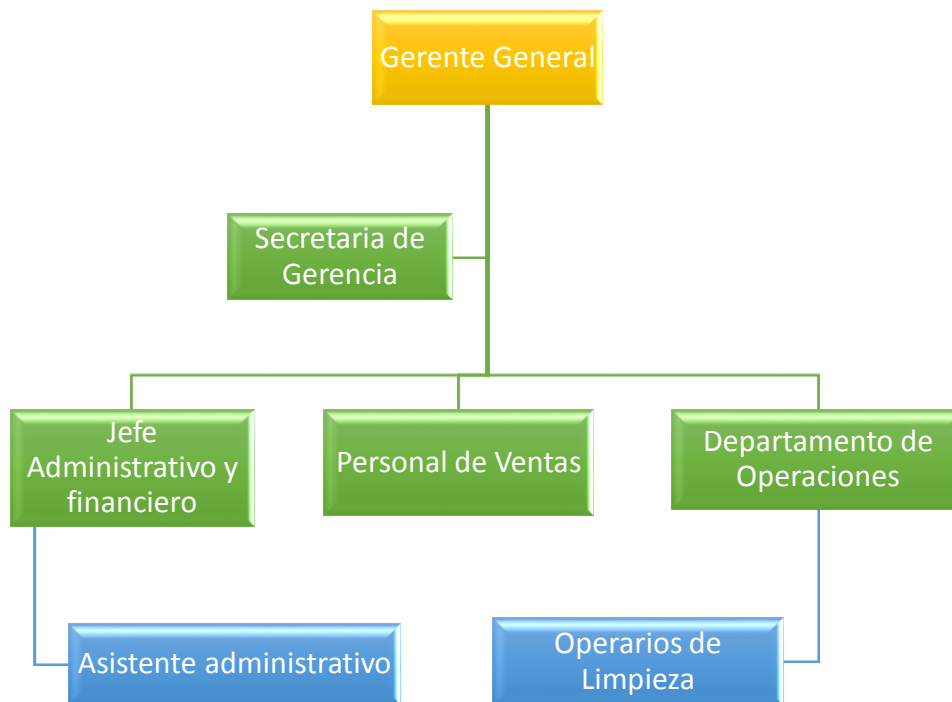 Gerente General
Secretaria de
Gerencia
Jefe
Administrativo y
financiero
Personal de Ventas
Departamento de
Operaciones
Asistente administrativo
Operarios de
Limpieza